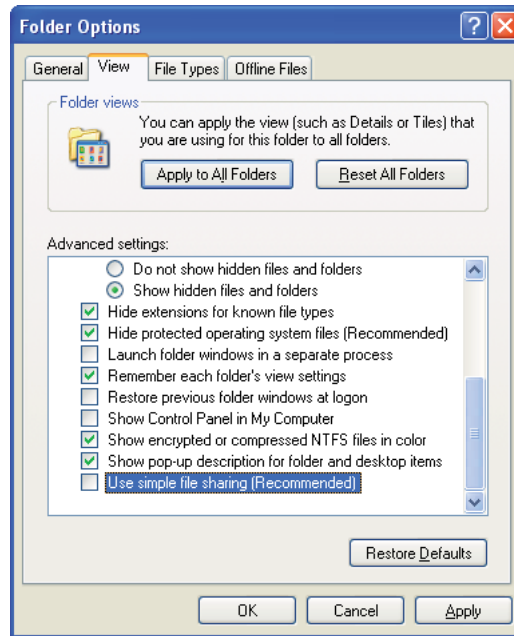 Folder Options
General View File Types Offline Files
Folder views
You can apply the view (such as Details or Tiles) that
you are using for this folder to all folders.
Apply to All Folders Reset All Folders
Advanced settings:
Do not show hidden files and folders
Show hidden files and folders
Hide extensions for known file types
Hide protected operating system files (Recommended)
Launch folder windows in a separate process
Remember each folder's view settings
Restore previous folder windows at logon
Show Control Panel in My Computer
Show encrypted or compressed NTFS files in color
Show pop-up description for folder and desktop items
Use simple file sharing (Recommended)
Restore Defaults
OK Cancel Apply